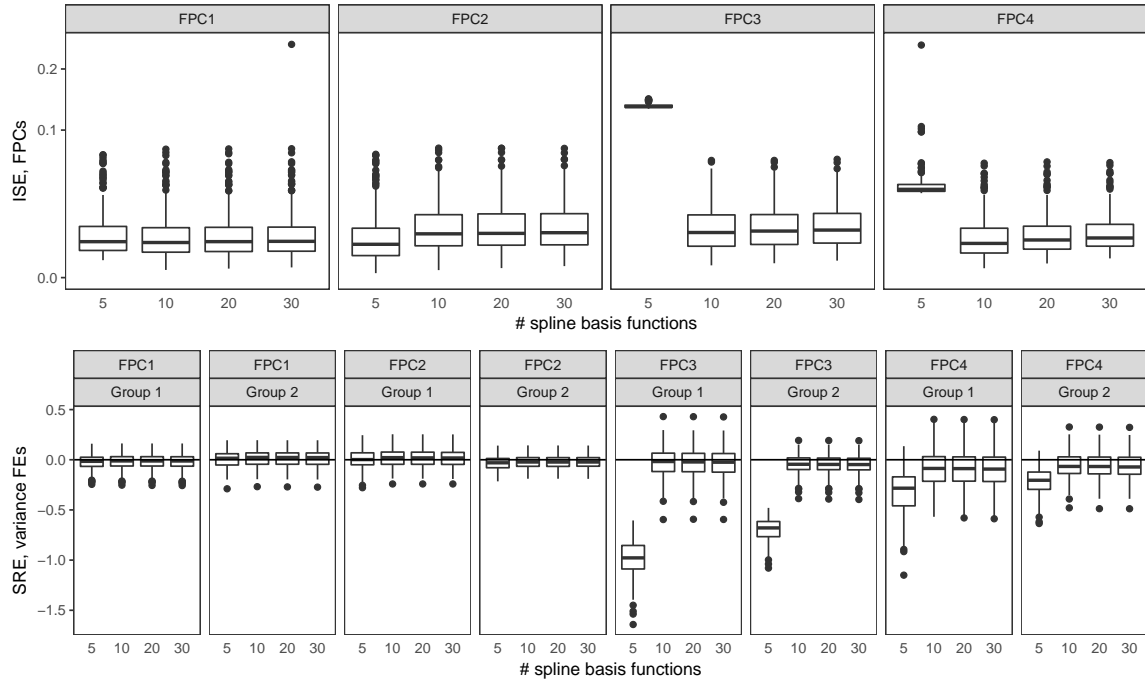 FPC1 FPC2 FPC3 FPC4
ISE, FPCs
0.2
0.1
0.0
5 10 20 30 5 10 20 30 5 10 20 30 5 10 20 30
# spline basis functions
FPC1 FPC1 FPC2 FPC2 FPC3 FPC3 FPC4 FPC4
Group 1 Group 2 Group 1 Group 2 Group 1 Group 2 Group 1 Group 2
SRE, variance FEs
0.5
0.0
−0.5
−1.0
−1.5
5 10 20 30 5 10 20 30 5 10 20 30 5 10 20 30 5 10 20 30 5 10 20 30 5 10 20 30 5 10 20 30
# spline basis functions